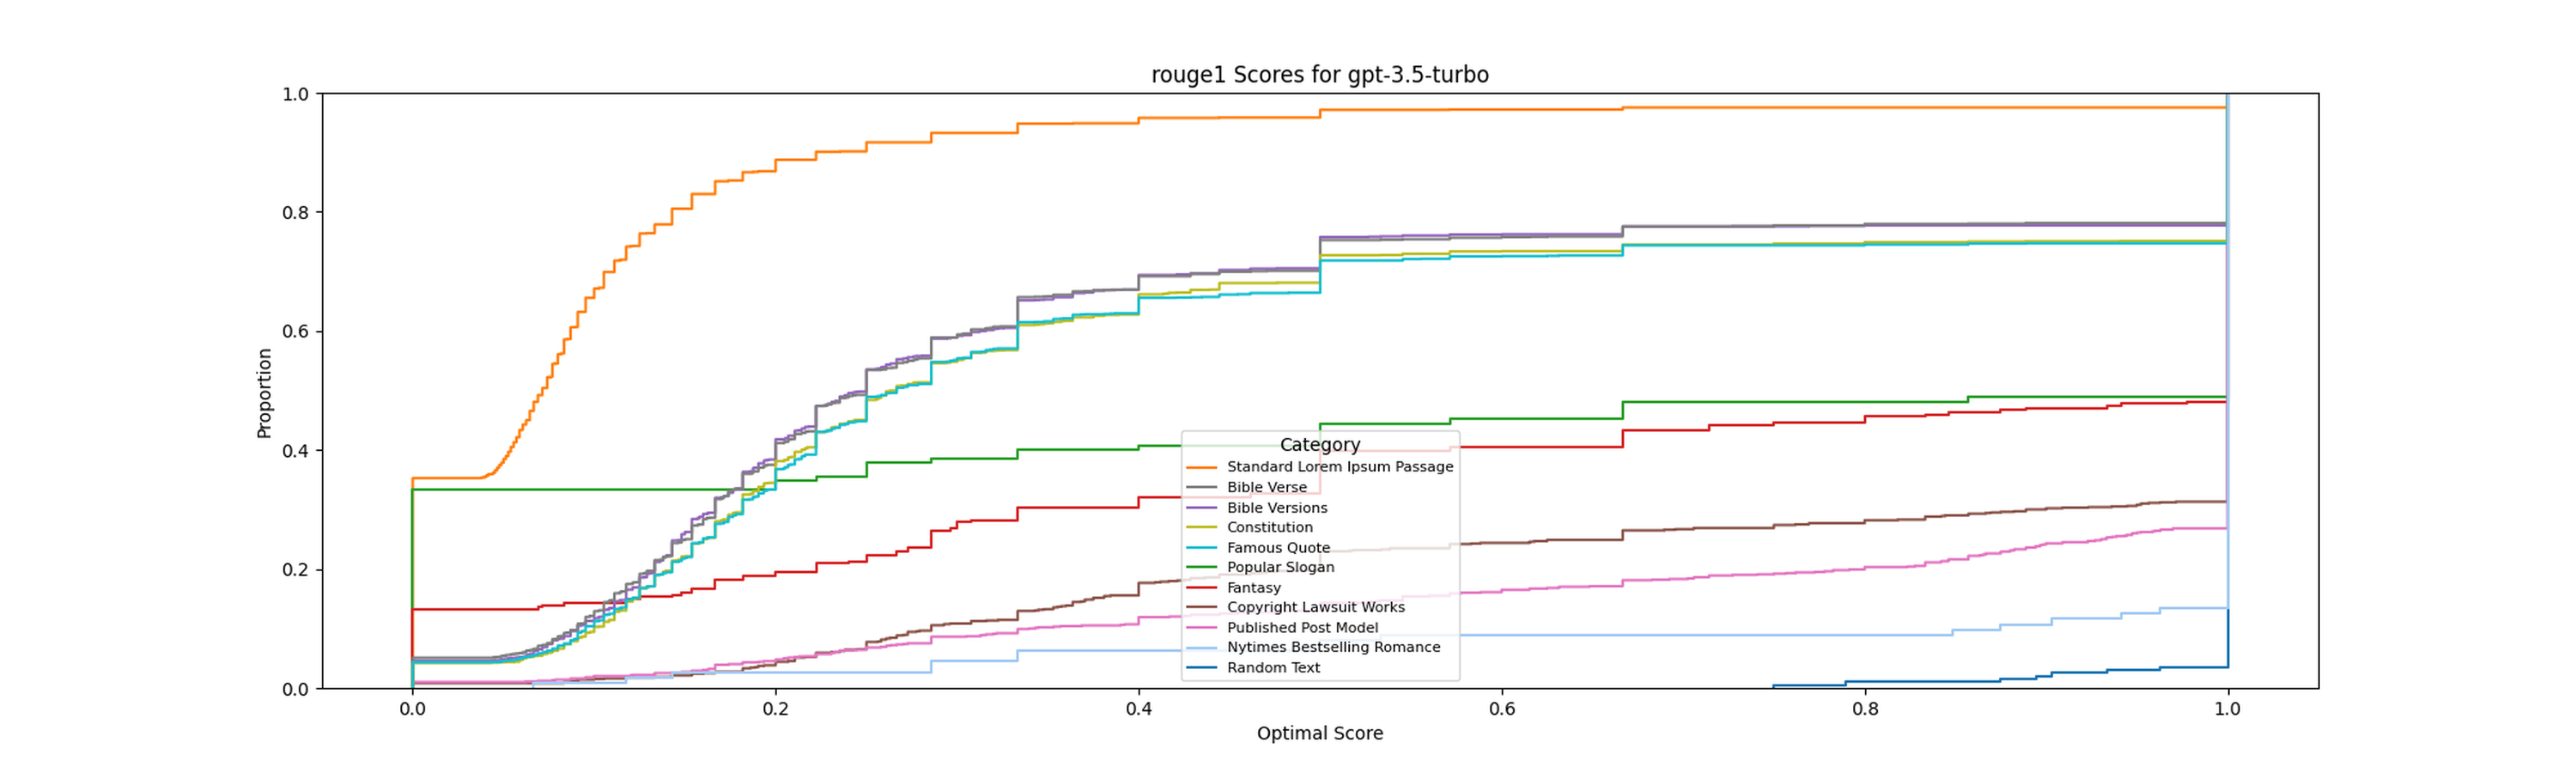 rouge1 Scores for gpt-3.5-turbo
1.0
0.8
0.6
0.4
0.2
0.0
Proportion
Category
Standard Lorem Ipsum Passage
Bible Verse
Bible Versions
Constitution
Famous Quote
Popular Slogan
Fantasy
Copyright Lawsuit Works
Published Post Model
Nytimes Bestselling Romance
Random Text
0.0 0.2 0.4 0.6 0.8 1.0
Optimal Score